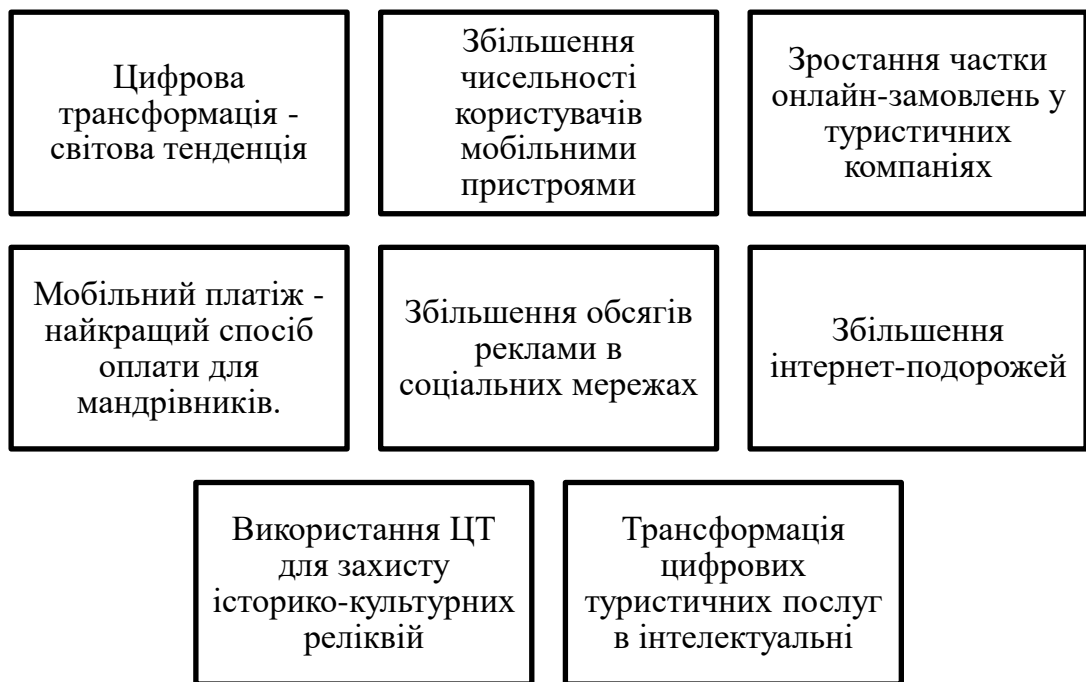 Цифрова
трансформація -
світова тенденція
Збільшення
чисельності
користувачів
мобільними
пристроями
Зростання частки
онлайн-замовлень у
туристичних
компаніях
Мобільний платіж -
найкращий спосіб
оплати для
мандрівників.
Збільшення обсягів
реклами в
соціальних мережах
Збільшення
інтернет-подорожей
Використання ЦТ
для захисту
історико-культурних
реліквій
Трансформація
цифрових
туристичних послуг
в інтелектуальні